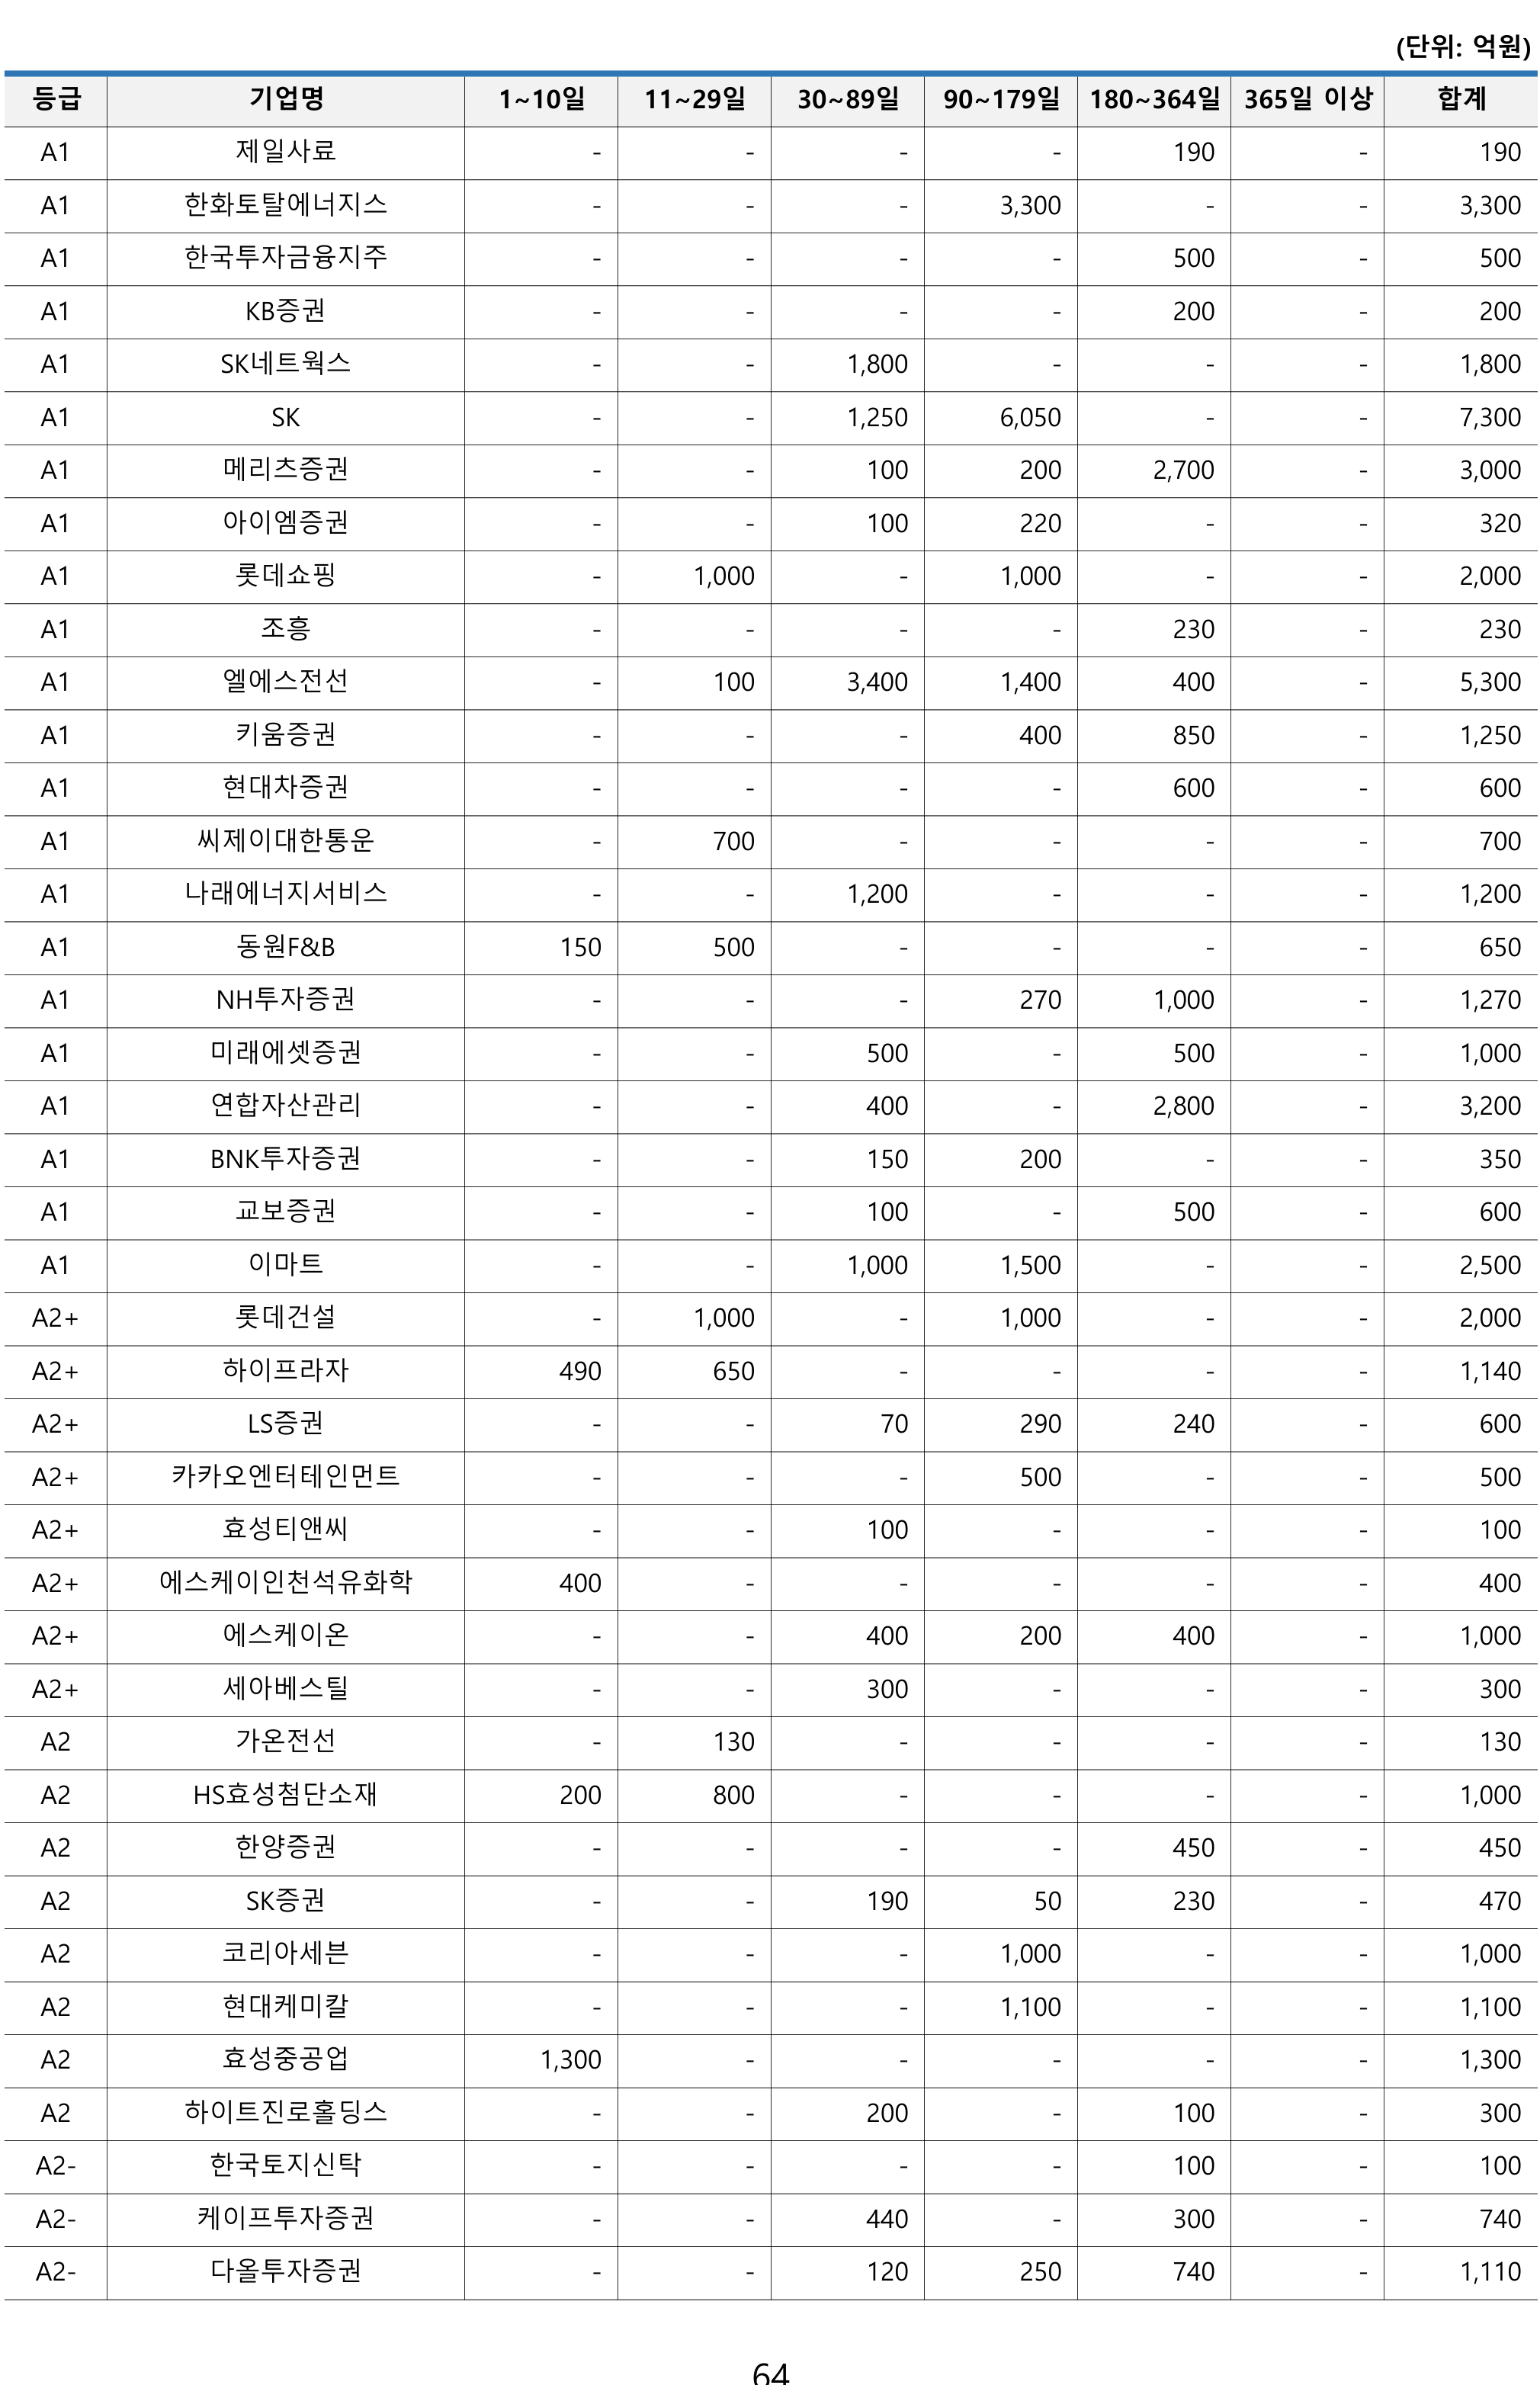 (단위: 억원)
등급 기업명 1~10일 11~29일 30~89일 90~179일 180~364일 365일 이상 합계
A1 제일사료 - - - - 190 - 190
A1 한화토탈에너지스 - - - 3,300 - - 3,300
A1 한국투자금융지주 - - - - 500 - 500
A1 KB증권 - - - - 200 - 200
A1 SK네트웍스 - - 1,800 - - - 1,800
A1 SK - - 1,250 6,050 - - 7,300
A1 메리츠증권 - - 100 200 2,700 - 3,000
A1 아이엠증권 - - 100 220 - - 320
A1 롯데쇼핑 - 1,000 - 1,000 - - 2,000
A1 조흥 - - - - 230 - 230
A1 엘에스전선 - 100 3,400 1,400 400 - 5,300
A1 키움증권 - - - 400 850 - 1,250
A1 현대차증권 - - - - 600 - 600
A1 씨제이대한통운 - 700 - - - - 700
A1 나래에너지서비스 - - 1,200 - - - 1,200
A1 동원F&B 150 500 - - - - 650
A1 NH투자증권 - - - 270 1,000 - 1,270
A1 미래에셋증권 - - 500 - 500 - 1,000
A1 연합자산관리 - - 400 - 2,800 - 3,200
A1 BNK투자증권 - - 150 200 - - 350
A1 교보증권 - - 100 - 500 - 600
A1 이마트 - - 1,000 1,500 - - 2,500
A2+ 롯데건설 - 1,000 - 1,000 - - 2,000
A2+ 하이프라자 490 650 - - - - 1,140
A2+ LS증권 - - 70 290 240 - 600
A2+ 카카오엔터테인먼트 - - - 500 - - 500
A2+ 효성티앤씨 - - 100 - - - 100
A2+ 에스케이인천석유화학 400 - - - - - 400
A2+ 에스케이온 - - 400 200 400 - 1,000
A2+ 세아베스틸 - - 300 - - - 300
A2 가온전선 - 130 - - - - 130
A2 HS효성첨단소재 200 800 - - - - 1,000
A2 한양증권 - - - - 450 - 450
A2 SK증권 - - 190 50 230 - 470
A2 코리아세븐 - - - 1,000 - - 1,000
A2 현대케미칼 - - - 1,100 - - 1,100
A2 효성중공업 1,300 - - - - - 1,300
A2 하이트진로홀딩스 - - 200 - 100 - 300
A2- 한국토지신탁 - - - - 100 - 100
A2- 케이프투자증권 - - 440 - 300 - 740
A2- 다올투자증권 - - 120 250 740 - 1,110
64